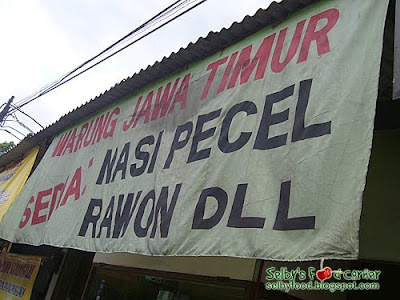 WARUNG JAWA TIMUR
SEDIA: NASI PECEL
RAWON DLL
Selby's Food Corner
selbyfood.blogspot.com